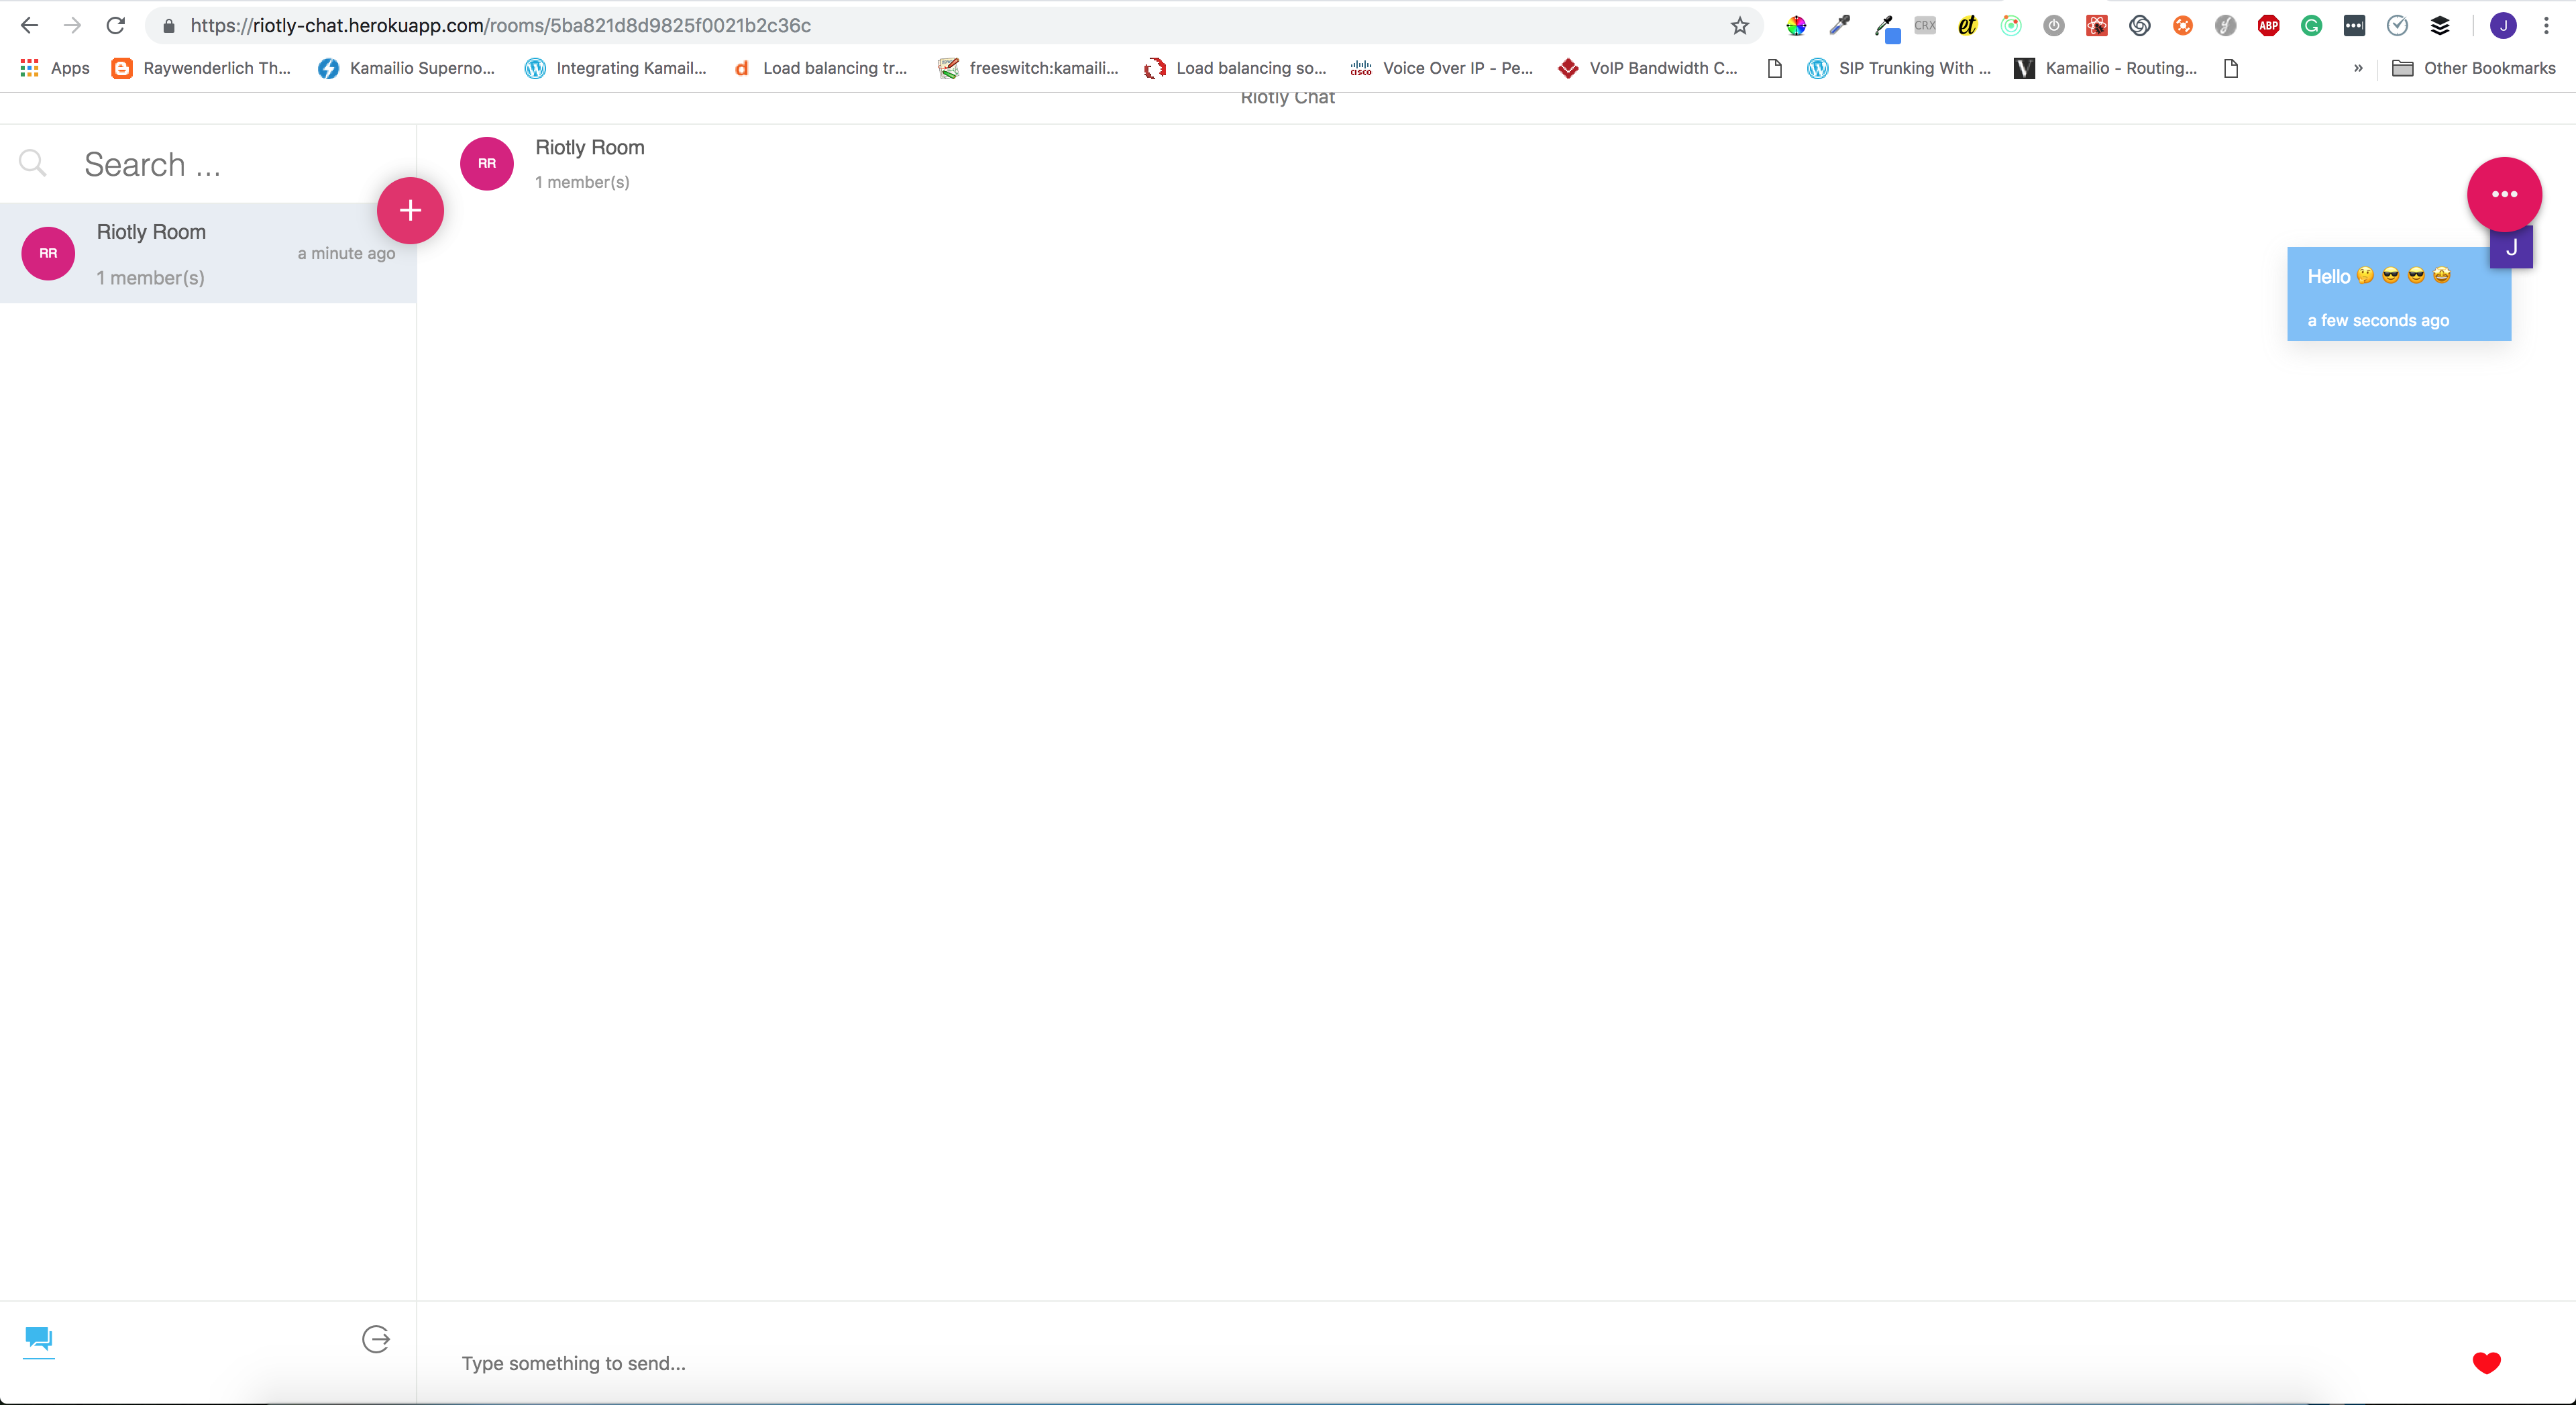 https://riotly-chat.herokuapp.com/rooms/5ba821d8d9825f0021b2c36c
CRX
et
ABP
J
Apps
Raywenderlich Th...
Kamailio Superno...
Integrating Kamail...
d
Load balancing tr...
freeswitch:kamaili...
Load balancing so...
cisco
Voice Over IP - Pe...
VoIP Bandwidth C...
SIP Trunking With ...
V
Kamailio - Routing...
»
Other Bookmarks
Riotly Chat
Search ...
RR
Riotly Room
a minute ago
1 member(s)
RR
Riotly Room
1 member(s)
J
Hello 🤔 😎 😎 🤩
a few seconds ago
Type something to send...